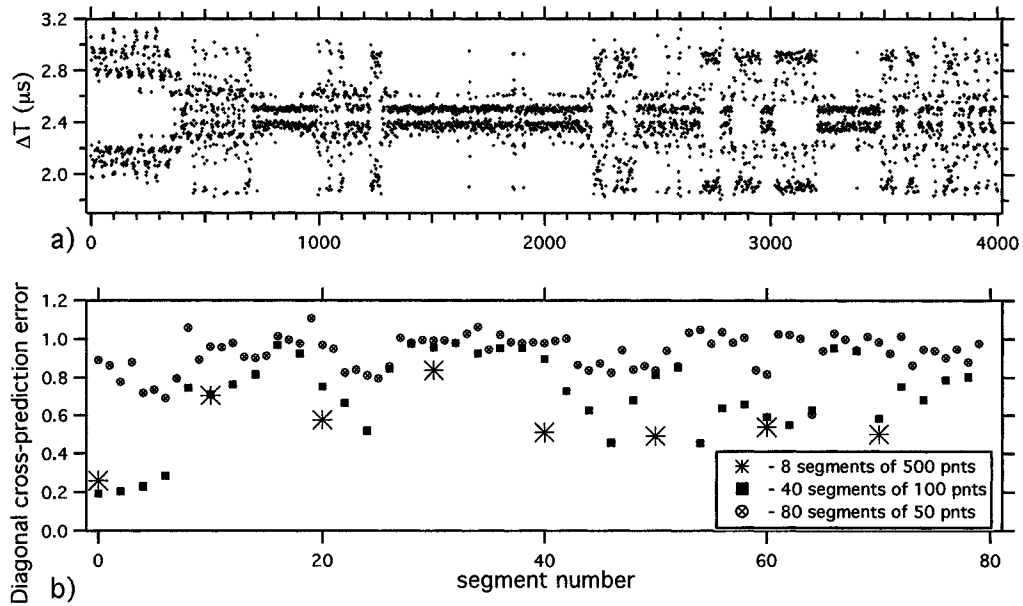 3.2
2.8
2.4
2.0
ΔT (μs)
a)
0 1000 2000 3000 4000
1.2
1.0
0.8
0.6
0.4
0.2
0.0
Diagonal cross-prediction error
- 8 segments of 500 pnts
- 40 segments of 100 pnts
- 80 segments of 50 pnts
0 20 40 60 80
b)
segment number